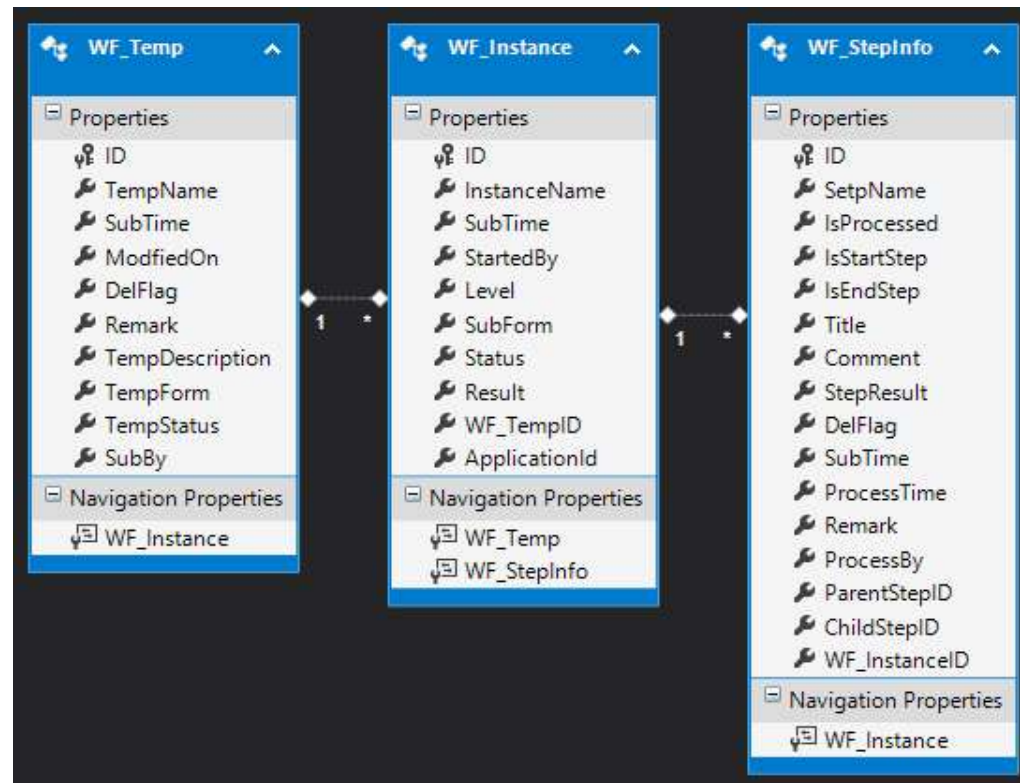 WF_Temp
Properties
ID
TempName
SubTime
ModfiedOn
DelFlag
Remark
TempDescription
TempForm
TempStatus
SubBy
Navigation Properties
WF_Instance
1 *
WF_Instance
Properties
ID
InstanceName
SubTime
StartedBy
Level
SubForm
Status
Result
WF_TempID
ApplicationId
Navigation Properties
WF_Temp
WF_StepInfo
1 *
WF_StepInfo
Properties
ID
SetpName
IsProcessed
IsStartStep
IsEndStep
Title
Comment
StepResult
DelFlag
SubTime
ProcessTime
Remark
ProcessBy
ParentStepID
ChildStepID
WF_InstanceID
Navigation Properties
WF_Instance